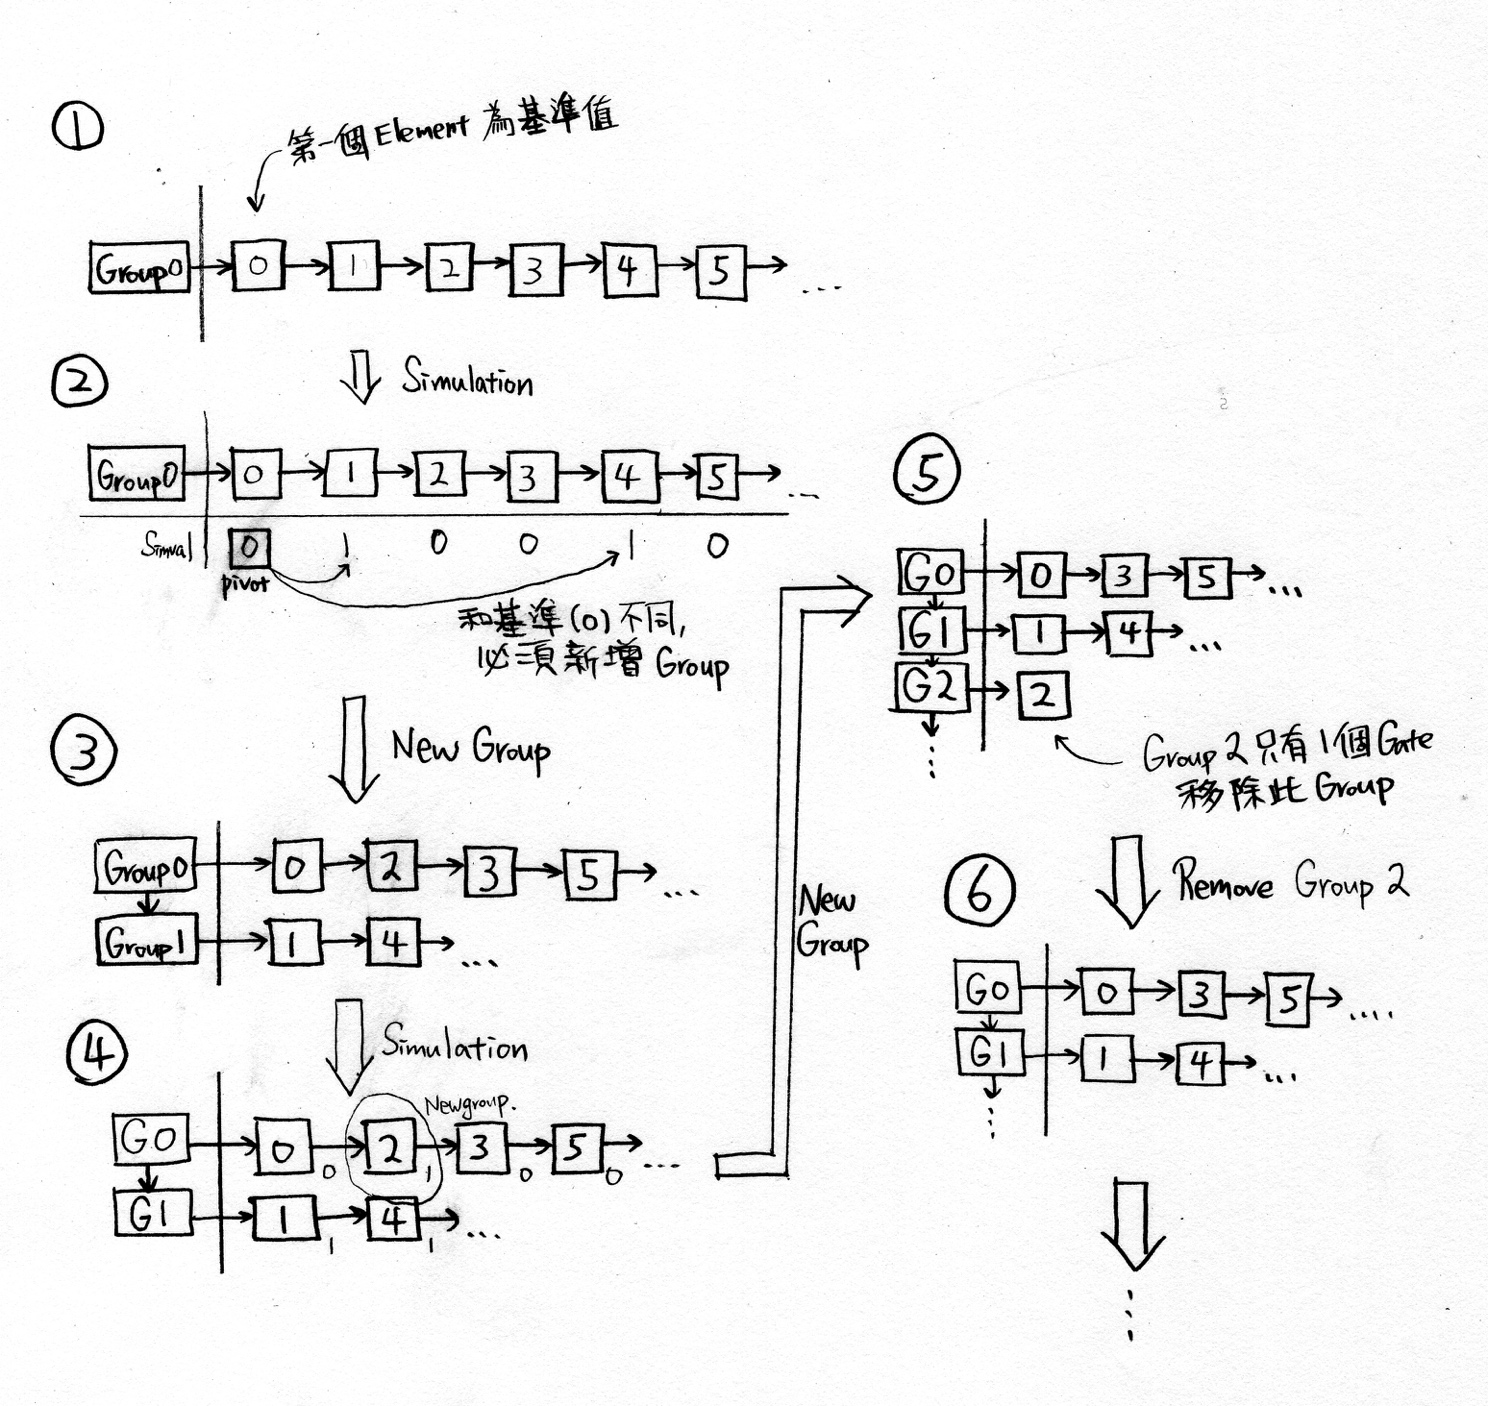 ①
第一個 Element 為基準值
Group0 0 1 2 3 4 5 ...
② Simulation
Group0 0 1 2 3 4 5 ...
Simval 0 1 0 0 1 0
pivot
和基準(0)不同,
必須新增 Group
③ New Group
Group0 0 2 3 5 ...
Group1 1 4 ...
④ Simulation
New group.
G0 0 2 3 5 ...
0 1 0 0
G1 1 4 ...
1 1
New
Group
⑤
G0 0 3 5 ...
G1 1 4 ...
G2 2
Group 2 只有 1 個 Gate
移除此 Group
⑥ Remove Group 2
G0 0 3 5 ....
G1 1 4 ...